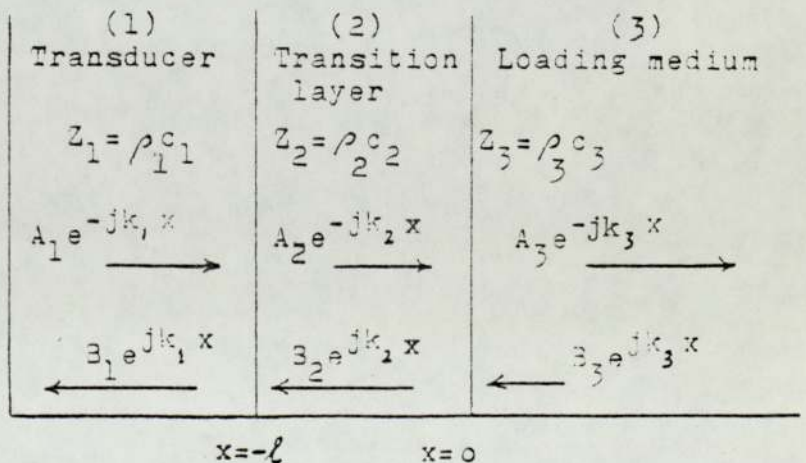 (1) (2) (3)
Transducer Transition Loading medium
layer
Z₁ = ρ₁c₁ Z₂ = ρ₂c₂ Z₃ = ρ₃c₃
A₁e^{-jk₁x} A₂e^{-jk₂x} A₃e^{-jk₃x}
B₁e^{jk₁x} B₂e^{jk₂x} B₃e^{jk₃x}
x=-ℓ x=0